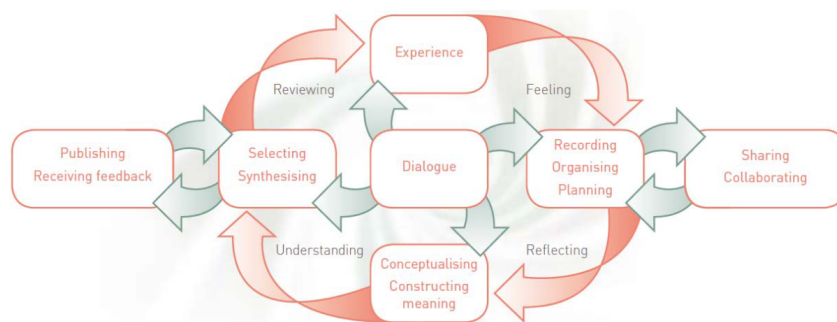 Experience
Reviewing
Feeling
Publishing
Receiving feedback
Selecting
Synthesising
Dialogue
Recording
Organising
Planning
Sharing
Collaborating
Understanding
Reflecting
Conceptualising
Constructing
meaning